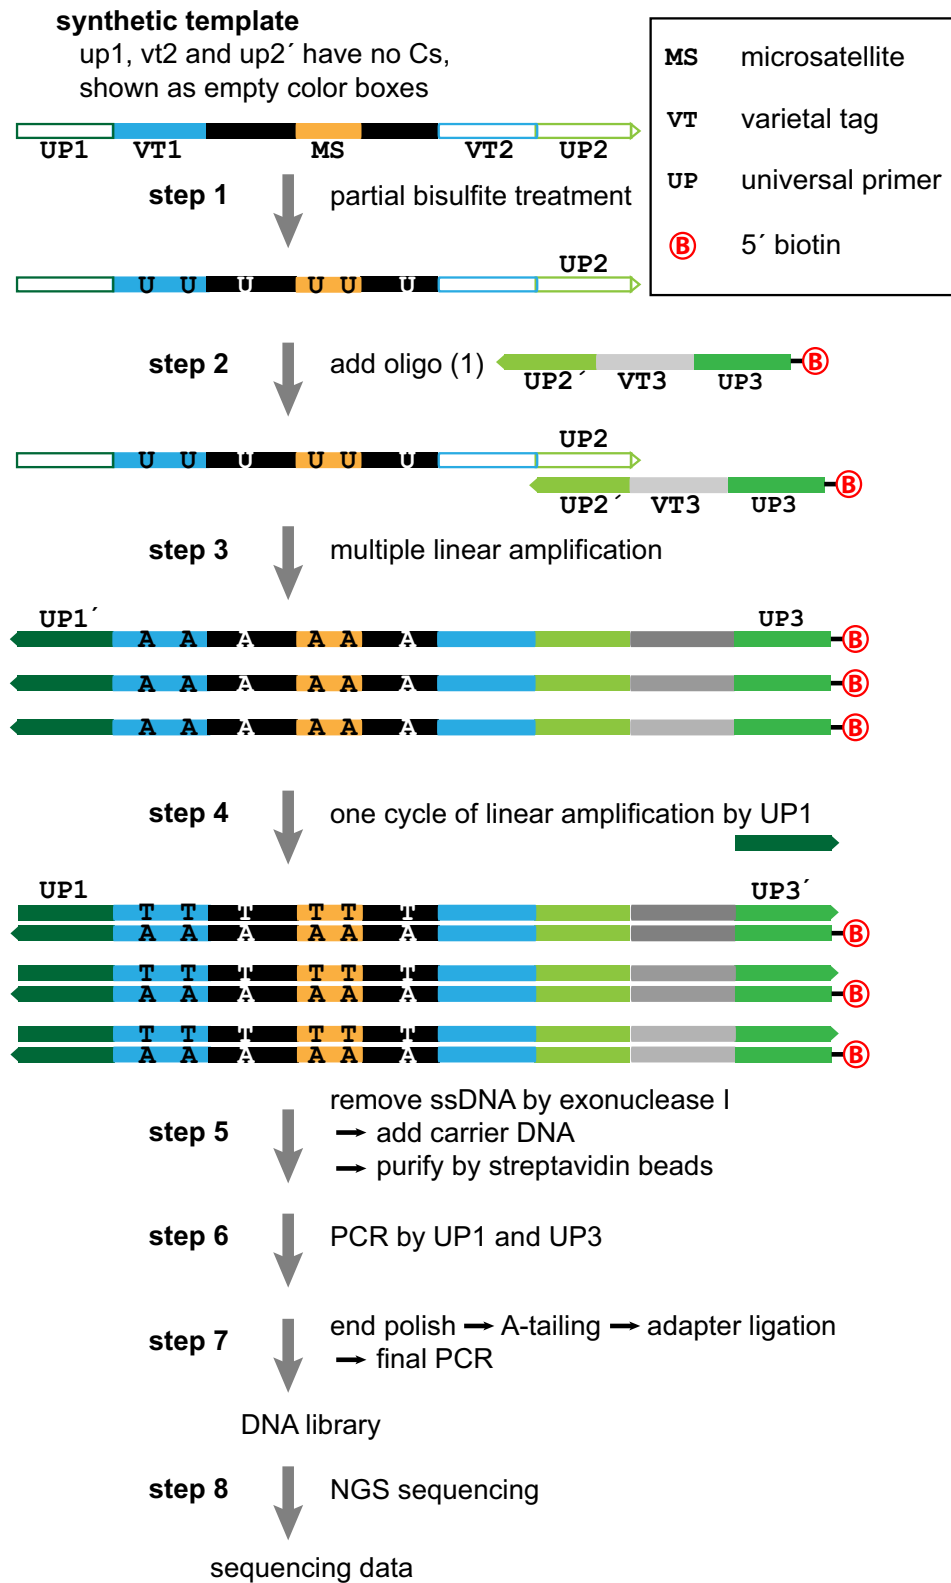 synthetic template
up1, vt2 and up2´ have no Cs,
shown as empty color boxes
MS microsatellite
VT varietal tag
UP universal primer
B 5´ biotin
UP1 VT1 MS VT2 UP2
step 1 partial bisulfite treatment
UP2
U U U U U U
step 2 add oligo (1)
B
UP2´ VT3 UP3
UP2
U U U U U U
B
UP2´ VT3 UP3
step 3 multiple linear amplification
UP1´ UP3
A A A A A A B
A A A A A A B
A A A A A A B
step 4 one cycle of linear amplification by UP1
UP1 UP3´
T T T T T T
A A A A A A B
T T T T T T
A A A A A A B
T T T T T T
A A A A A A B
step 5 remove ssDNA by exonuclease I
→ add carrier DNA
→ purify by streptavidin beads
step 6 PCR by UP1 and UP3
step 7 end polish → A-tailing → adapter ligation
→ final PCR
DNA library
step 8 NGS sequencing
sequencing data